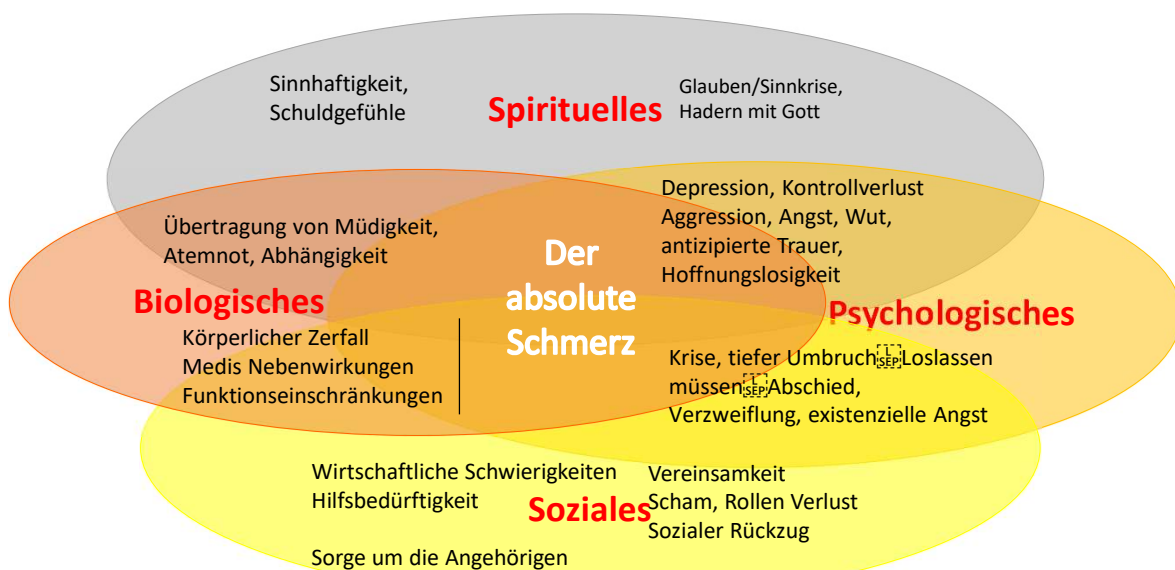 Sinnhaftigkeit,
Schuldgefühle
Spirituelles
Glauben/Sinnkrise,
Hadern mit Gott
Übertragung von Müdigkeit,
Atemnot, Abhängigkeit
Biologisches
Körperlicher Zerfall
Medis Nebenwirkungen
Funktionseinschränkungen
Der
absolute
Schmerz
Depression, Kontrollverlust
Aggression, Angst, Wut,
antizipierte Trauer,
Hoffnungslosigkeit
Psychologisches
Krise, tiefer Umbruch LSEP Loslassen
müssen LSEP Abschied,
Verzweiflung, existenzielle Angst
Wirtschaftliche Schwierigkeiten
Hilfsbedürftigkeit
Sorge um die Angehörigen
Soziales
Vereinsamkeit
Scham, Rollen Verlust
Sozialer Rückzug